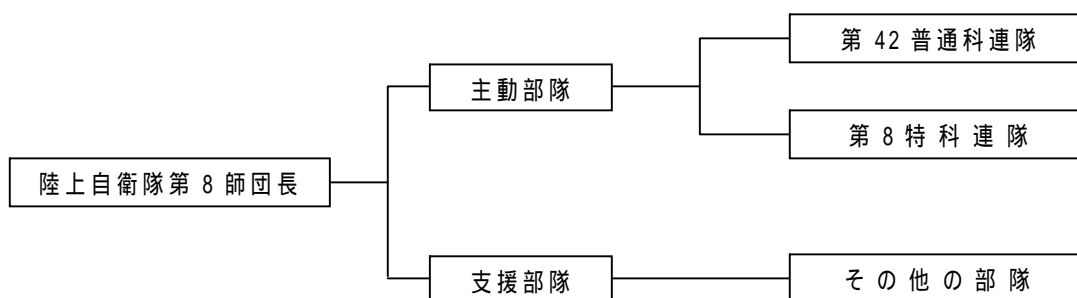 陸上自衛隊第8師団長
主動部隊
第42普通科連隊
第8特科連隊
支援部隊
その他の部隊